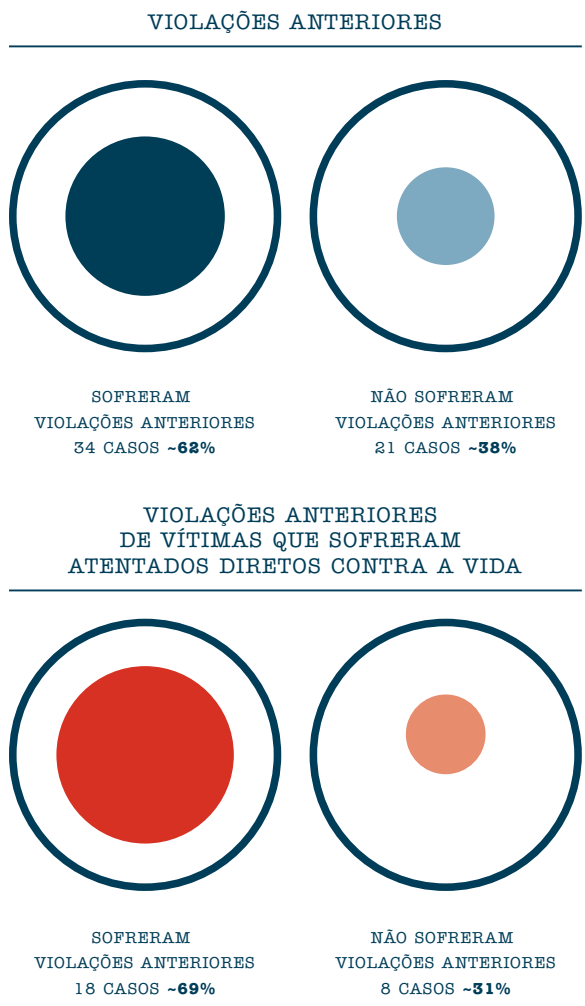 VIOLAÇÕES ANTERIORES
SOFRERAM
VIOLAÇÕES ANTERIORES
34 CASOS ~62%
NÃO SOFRERAM
VIOLAÇÕES ANTERIORES
21 CASOS ~38%
VIOLAÇÕES ANTERIORES
DE VÍTIMAS QUE SOFRERAM
ATENTADOS DIRETOS CONTRA A VIDA
SOFRERAM
VIOLAÇÕES ANTERIORES
18 CASOS ~69%
NÃO SOFRERAM
VIOLAÇÕES ANTERIORES
8 CASOS ~31%